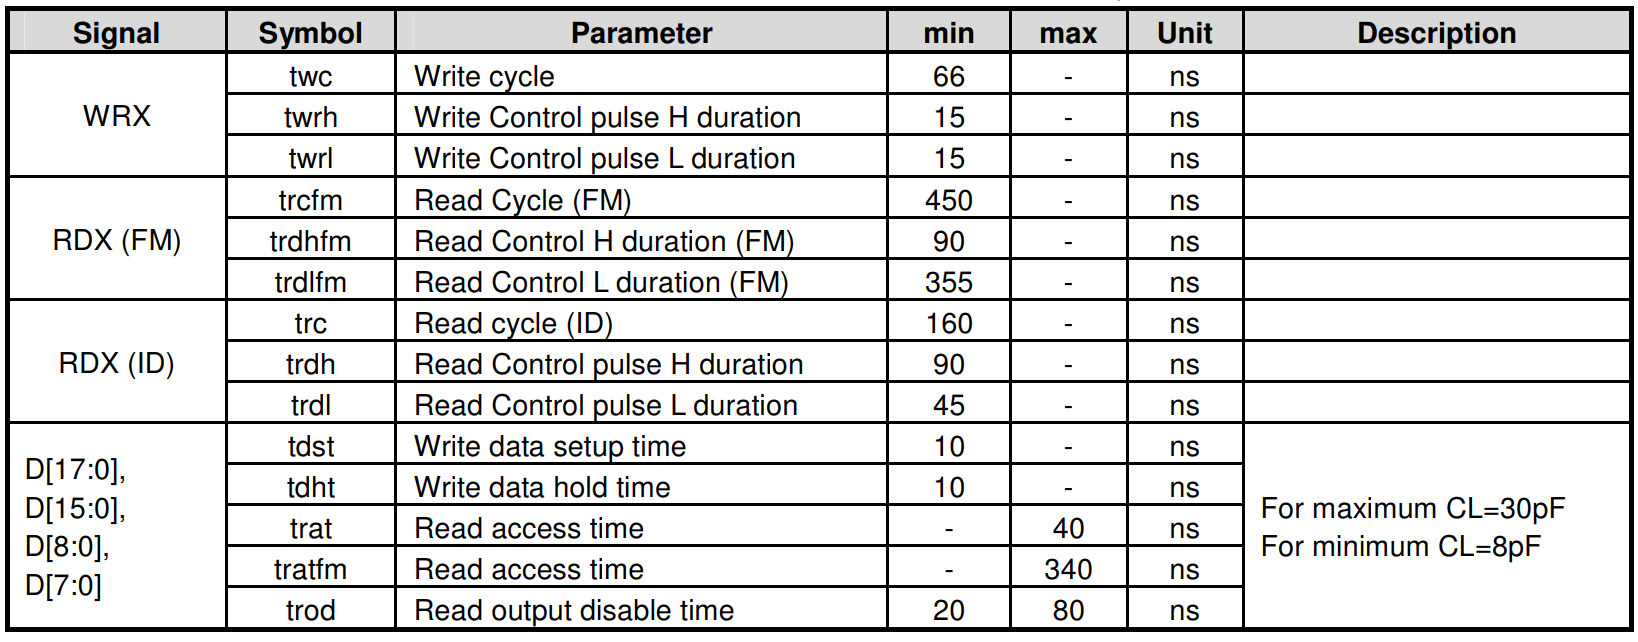 Signal Symbol Parameter min max Unit Description
WRX
twc Write cycle 66 - ns
twrh Write Control pulse H duration 15 - ns
twrl Write Control pulse L duration 15 - ns
RDX (FM)
trcfm Read Cycle (FM) 450 - ns
trdhfm Read Control H duration (FM) 90 - ns
trdlfm Read Control L duration (FM) 355 - ns
RDX (ID)
trc Read cycle (ID) 160 - ns
trdh Read Control pulse H duration 90 - ns
trdl Read Control pulse L duration 45 - ns
D[17:0],
D[15:0],
D[8:0],
D[7:0]
tdst Write data setup time 10 - ns
tdht Write data hold time 10 - ns
trat Read access time - 40 ns
tratfm Read access time - 340 ns
trod Read output disable time 20 80 ns
For maximum CL=30pF
For minimum CL=8pF